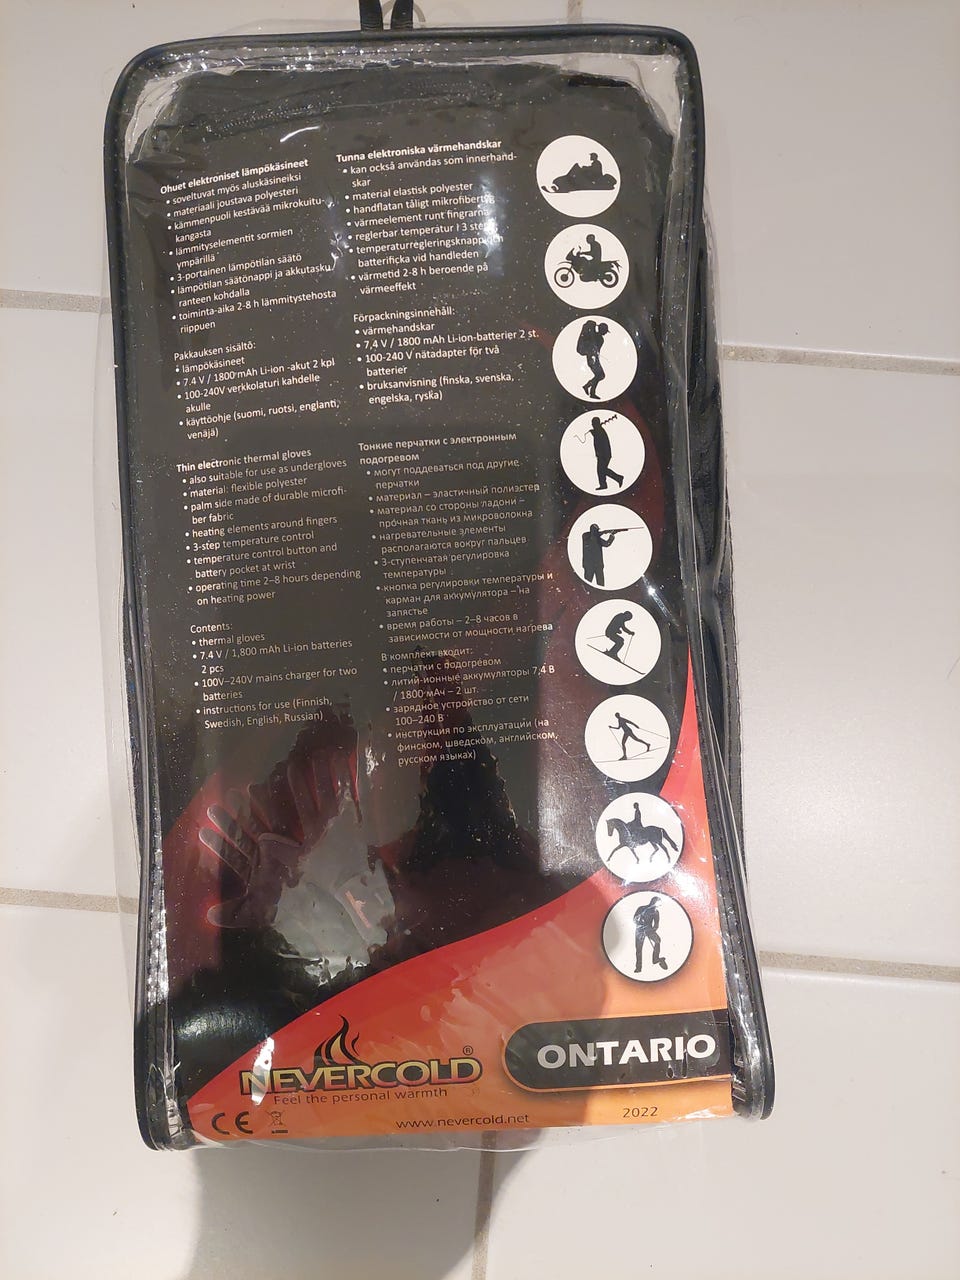 Ohuet elektroniset lämpökäsineet
• soveltuvat myös aluskäsineiksi
• materiaali joustava polyesteri
• kämmenpuoli kestävää mikrokuitu-
kangasta
• lämmityselementit sormien
ympärillä
• 3-portainen lämpötilan säätö
• lämpötilan säätönappi ja akkutasku
ranteen kohdalla
• toiminta-aika 2-8 h lämmitystehosta
riippuen
Pakkauksen sisältö:
• lämpökäsineet
• 7,4 V / 1800 mAh Li-ion -akut 2 kpl
• 100-240V verkkolaturi kahdelle
akulle
• käyttöohje (suomi, ruotsi, englanti,
venäjä)
Tunna elektroniska värmehandskar
• kan också användas som innerhand-
skar
• material elastisk polyester
• handflatan tåligt mikrofibertyg
• värmeelement runt fingrarna
• reglerbar temperatur i 3 steg
• temperaturregleringsknapp och
batterificka vid handleden
• värmetid 2-8 h beroende på
värmeeffekt
Förpackningsinnehåll:
• värmehandskar
• 7,4 V / 1800 mAh Li-ion-batterier 2 st.
• 100-240 V nätadapter för två
batterier
• bruksanvisning (finska, svenska,
engelska, ryska)
Thin electronic thermal gloves
• also suitable for use as undergloves
• material: flexible polyester
• palm side made of durable microfi-
ber fabric
• heating elements around fingers
• 3-step temperature control
• temperature control button and
battery pocket at wrist
• operating time 2–8 hours depending
on heating power
Contents:
• thermal gloves
• 7.4 V / 1,800 mAh Li-ion batteries
2 pcs
• 100V–240V mains charger for two
batteries
• instructions for use (Finnish,
Swedish, English, Russian)
Тонкие перчатки с электронным
подогревом
• могут поддеваться под другие
перчатки
• материал – эластичный полиэстер
• материал со стороны ладони –
прочная ткань из микроволокна
• нагревательные элементы
располагаются вокруг пальцев
• 3-ступенчатая регулировка
температуры
• кнопка регулировки температуры и
карман для аккумулятора – на
запястье
• время работы – 2–8 часов в
зависимости от мощности нагрева
В комплект входит:
• перчатки с подогревом
• литий-ионные аккумуляторы 7,4 В
/ 1800 мАч – 2 шт.
• зарядное устройство от сети
100–240 В
• инструкция по эксплуатации (на
финском, шведском, английском,
русском языках)
NEVERCOLD®
Feel the personal warmth
ONTARIO
CE
www.nevercold.net
2022